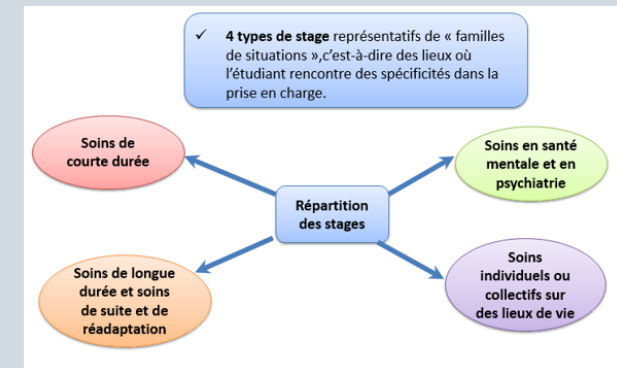 ✓ 4 types de stage représentatifs de « familles
de situations »,c'est-à-dire des lieux où
l'étudiant rencontre des spécificités dans la
prise en charge.
Soins de
courte durée
Soins en santé
mentale et en
psychiatrie
Répartition
des stages
Soins de longue
durée et soins
de suite et de
réadaptation
Soins
individuels ou
collectifs sur
des lieux de vie